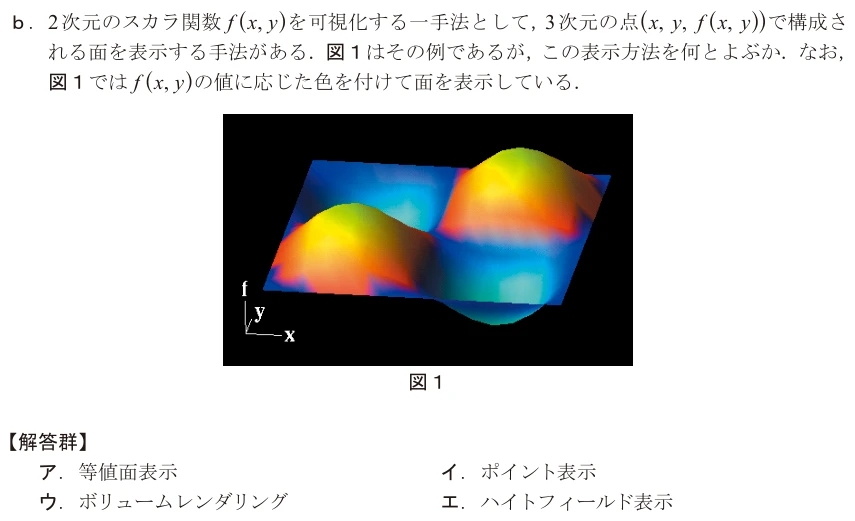 b．2次元のスカラ関数 f(x, y)を可視化する一手法として，3次元の点(x, y, f(x, y))で構成さ
れる面を表示する手法がある．図1はその例であるが，この表示方法を何とよぶか．なお，
図1では f(x, y)の値に応じた色を付けて面を表示している．
f
y
x
図1
【解答群】
ア．等値面表示　イ．ポイント表示
ウ．ボリュームレンダリング　エ．ハイトフィールド表示